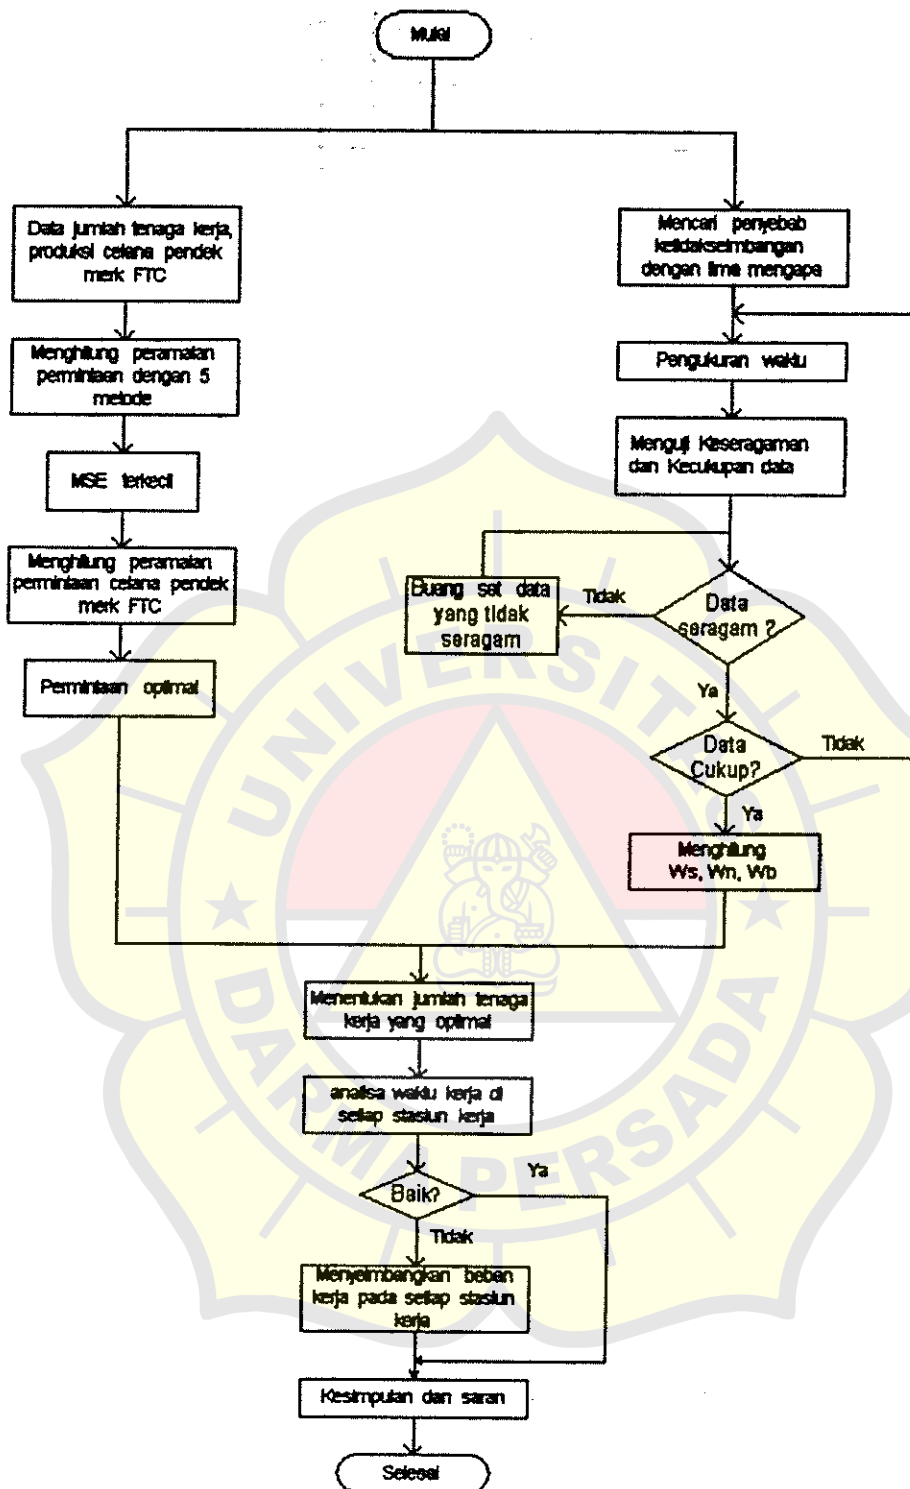 Mulai
Data jumlah tenaga kerja,
produksi celana pendek
merk FTC
Menghitung peramalan
permintaan dengan 5
metode
MSE terkecil
Menghitung peramalan
permintaan celana pendek
merk FTC
Permintaan optimal
Mencari penyebab
ketidakseimbangan
dengan lima mengapa
Pengukuran waktu
Menguji Keseragaman
dan Kecukupan data
Data
seragam ?
Tidak
Buang set data
yang tidak
seragam
Ya
Data
Cukup?
Tidak
Ya
Menghitung
Ws, Wn, Wb
Menentukan jumlah tenaga
kerja yang optimal
analisa waktu kerja di
setiap stasiun kerja
Baik?
Ya
Tidak
Menyeimbangkan beban
kerja pada setiap stasiun
kerja
Kesimpulan dan saran
Selesai
UNIVERSITAS
DARMA PERSADA